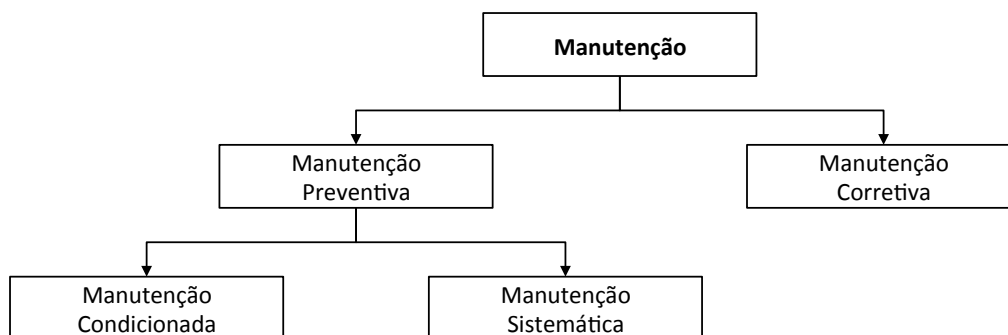 Manutenção
Manutenção
Preventiva
Manutenção
Corretiva
Manutenção
Condicionada
Manutenção
Sistemática